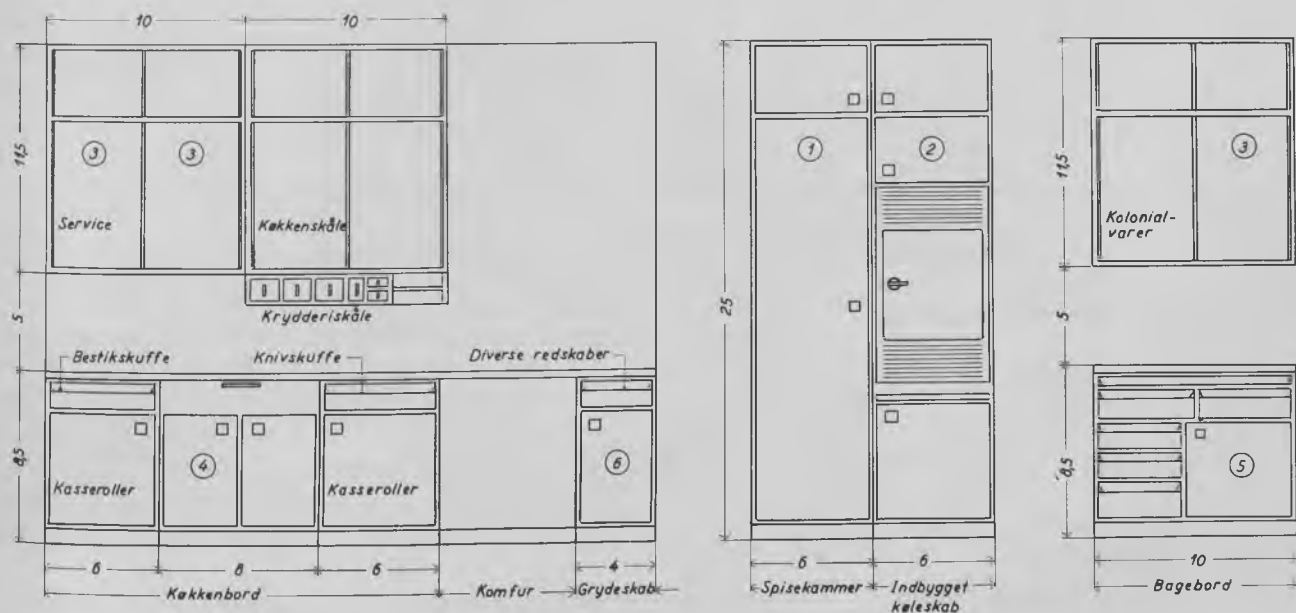 10
10
11,5
3
3
Service
Køkkenskåle
5
Krydderiskåle
Bestikskuffe
Knivskuffe
Diverse redskaber
8,5
4
6
Kasseroller
Kasseroller
6
8
6
4
Køkkenbord
Komfur
Grydeskab
25
1
2
6
6
Spisekammer
Indbygget
køleskab
11,5
3
Kolonial-
varer
5
8,5
5
10
Bagebord